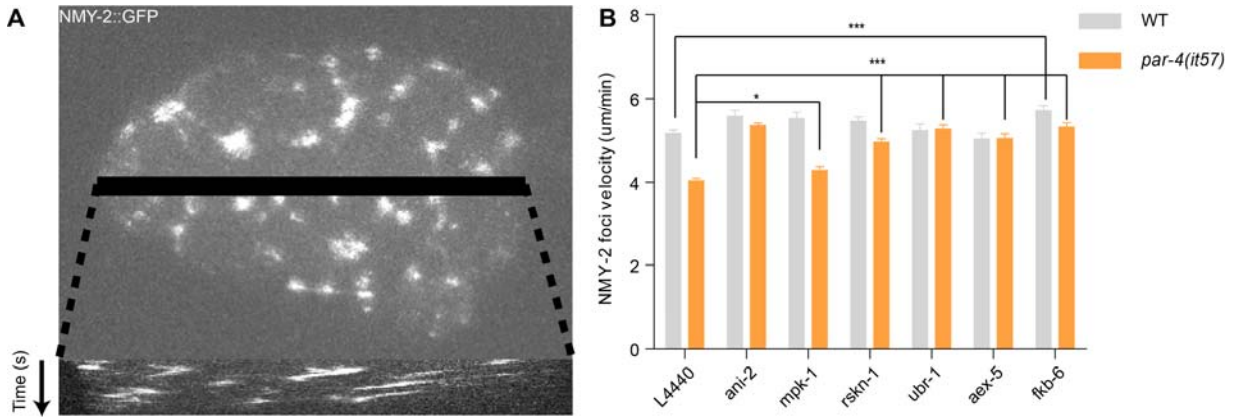 A
NMY-2::GFP
Time (s)
B
NMY-2 foci velocity (um/min)
8
6
4
2
0
***
***
*
WT
par-4(it57)
L4440
ani-2
mpk-1
rskn-1
ubr-1
aex-5
fkb-6